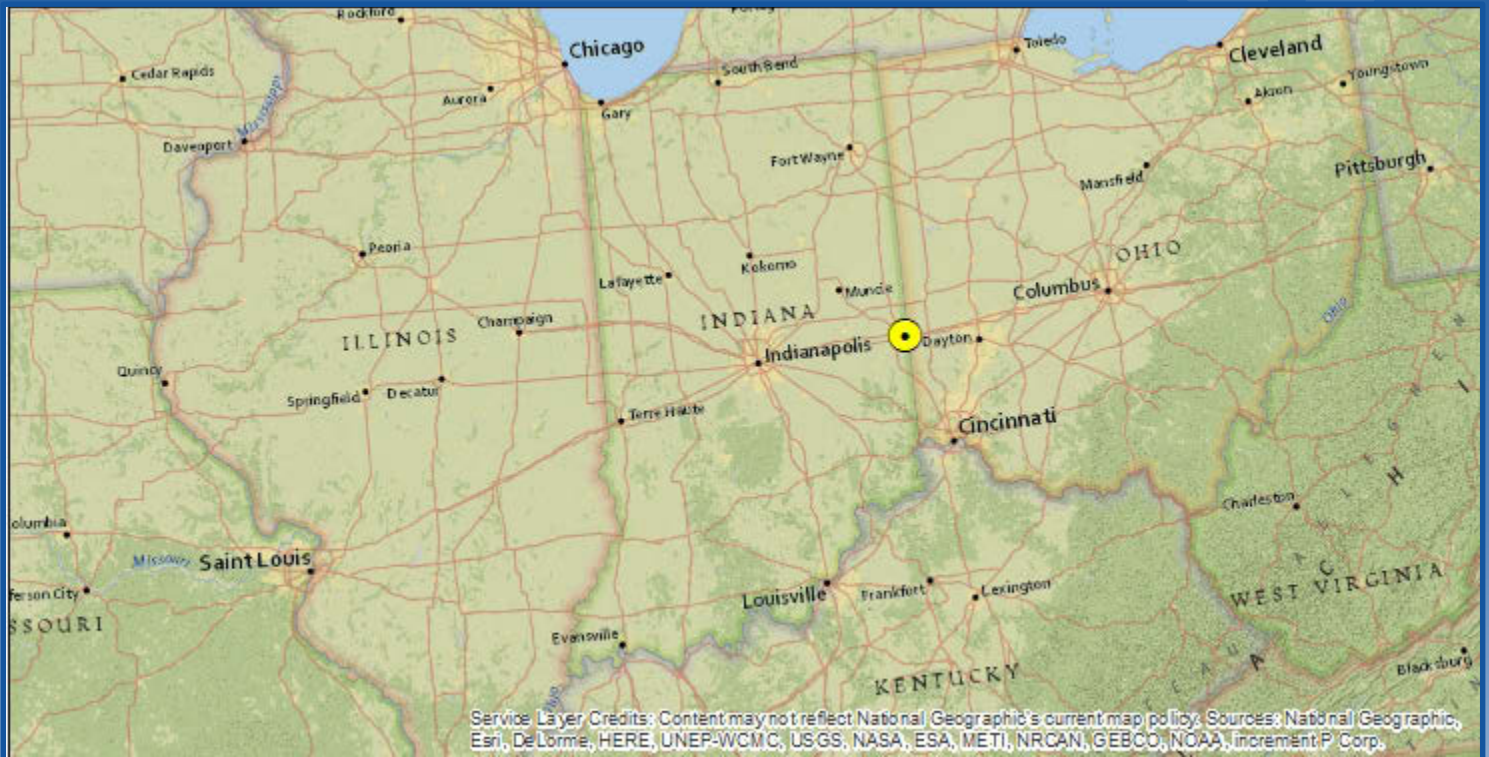 Rockford
Chicago
Toledo
Cleveland
Cedar Rapids
South Bend
Youngstown
Aurora
Akron
Gary
Mississippi
Davenport
Fort Wayne
Pittsburgh
Mansfield
Peoria
OHIO
Kokomo
Lafayette
Muncie
Columbus
Ohio
INDIANA
Champaign
ILLINOIS
Indianapolis
Dayton
Quincy
Springfield
Decatur
Terre Haute
Cincinnati
Charleston
olumbia
Missouri
Saint Louis
ferson City
Louisville
Frankfort
Lexington
WEST VIRGINIA
SSOURI
Evansville
KENTUCKY
Blacksburg
Service Layer Credits: Content may not reflect National Geographic's current map policy. Sources: National Geographic,
Esri, DeLorme, HERE, UNEP-WCMC, USGS, NASA, ESA, METI, NRCAN, GEBCO, NOAA, increment P Corp.